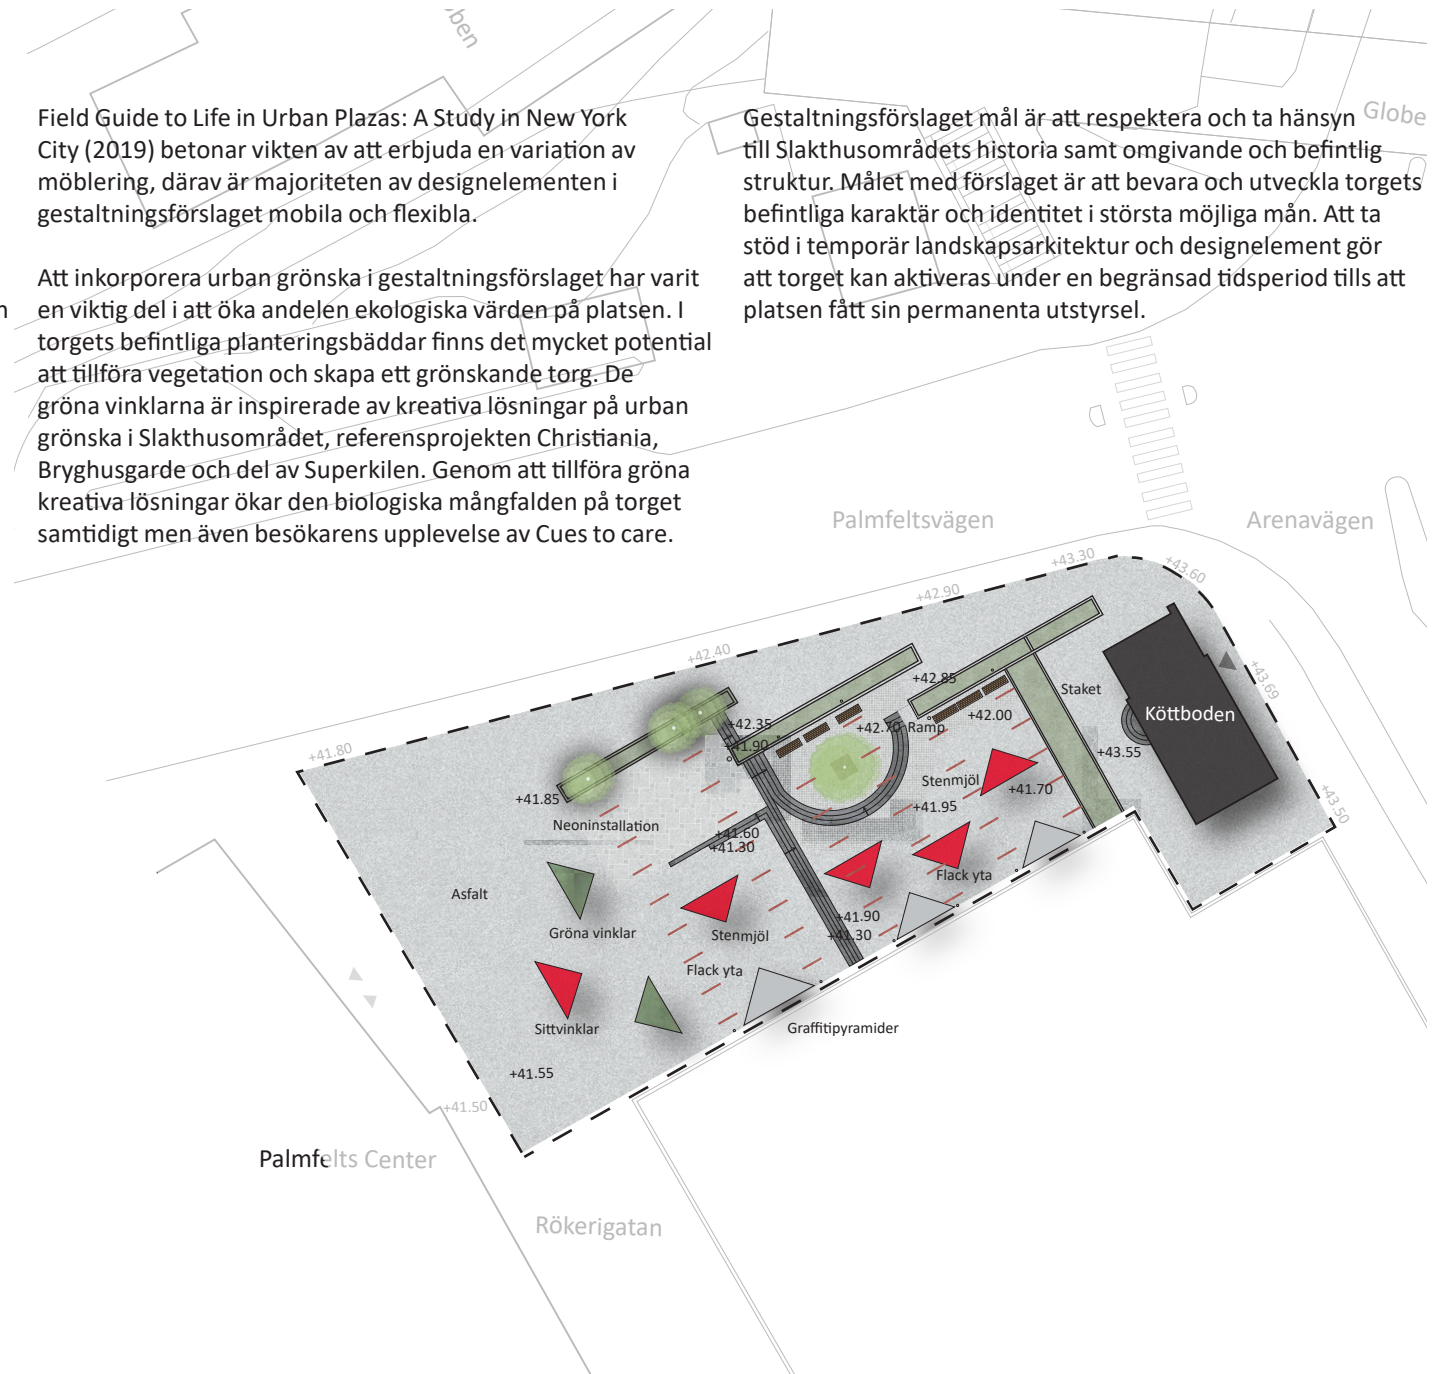 ben
Globe
Field Guide to Life in Urban Plazas: A Study in New York
City (2019) betonar vikten av att erbjuda en variation av
möblering, därav är majoriteten av designelementen i
gestaltningsförslaget mobila och flexibla.
Att inkorporera urban grönska i gestaltningsförslaget har varit
en viktig del i att öka andelen ekologiska värden på platsen. I
torgets befintliga planteringsbäddar finns det mycket potential
att tillföra vegetation och skapa ett grönskande torg. De
gröna vinklarna är inspirerade av kreativa lösningar på urban
grönska i Slakthusområdet, referensprojekten Christiania,
Bryghusgarde och del av Superkilen. Genom att tillföra gröna
kreativa lösningar ökar den biologiska mångfalden på torget
samtidigt men även besökarens upplevelse av Cues to care.
Gestaltningsförslaget mål är att respektera och ta hänsyn
till Slakthusområdets historia samt omgivande och befintlig
struktur. Målet med förslaget är att bevara och utveckla torgets
befintliga karaktär och identitet i största möjliga mån. Att ta
stöd i temporär landskapsarkitektur och designelement gör
att torget kan aktiveras under en begränsad tidsperiod tills att
platsen fått sin permanenta utstyrsel.
Palmfeltsvägen
Arenavägen
+43.30
+43.60
+42.90
+42.40
+42.85
+43.69
Staket
Köttboden
+42.35
+42.70 Ramp
+42.00
+41.90
+41.80
+43.55
Stenmjöl
+41.70
+41.85
+41.95
+43.50
Neoninstallation
+41.60
+41.30
Flack yta
Asfalt
+41.90
+41.30
Gröna vinklar
Stenmjöl
Flack yta
Sittvinklar
Graffitipyramider
+41.55
+41.50
Palmfelts Center
Rökerigatan